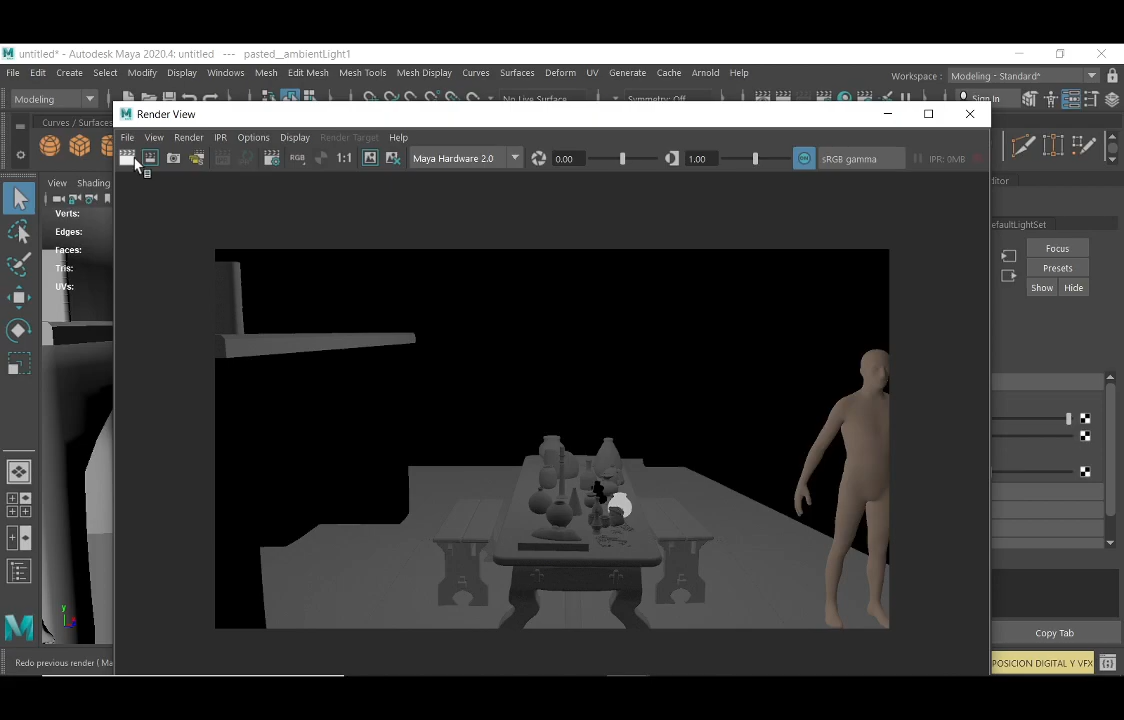 untitled* - Autodesk Maya 2020.4: untitled --- pasted__ambientLight1
File Edit Create Select Modify Display Windows Mesh Edit Mesh Mesh Tools Mesh Display Curves Surfaces Deform UV Generate Cache Arnold Help
Workspace : Modeling - Standard*
Modeling
No Live Surface
Symmetry: Off
Sign In
Render View
Curves / Surfaces
File View Render IPR Options Display Render Target Help
RGB 1:1 Maya Hardware 2.0 0.00 1.00 ON sRGB gamma IPR: 0MB
View Shading
ditor
Verts:
Edges:
Faces:
Tris:
UVs:
efaultLightSet
Focus
Presets
Show Hide
y
Copy Tab
Redo previous render ( Ma
POSICION DIGITAL Y VFX